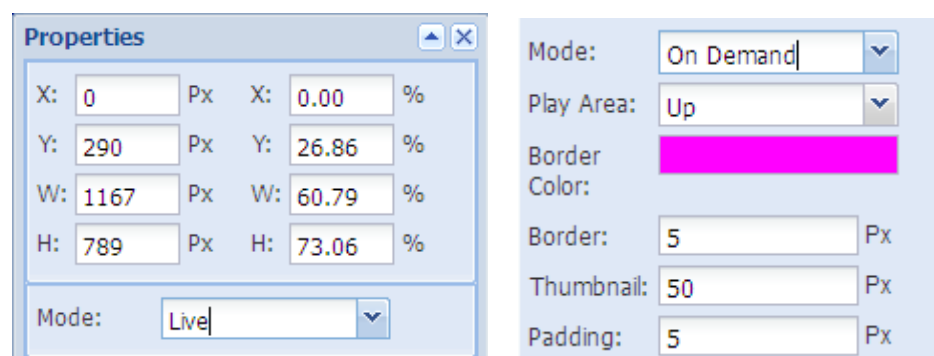 Properties
X: 0 Px X: 0.00 %
Y: 290 Px Y: 26.86 %
W: 1167 Px W: 60.79 %
H: 789 Px H: 73.06 %
Mode: Live
Mode: On Demand
Play Area: Up
Border
Color:
Border: 5 Px
Thumbnail: 50 Px
Padding: 5 Px